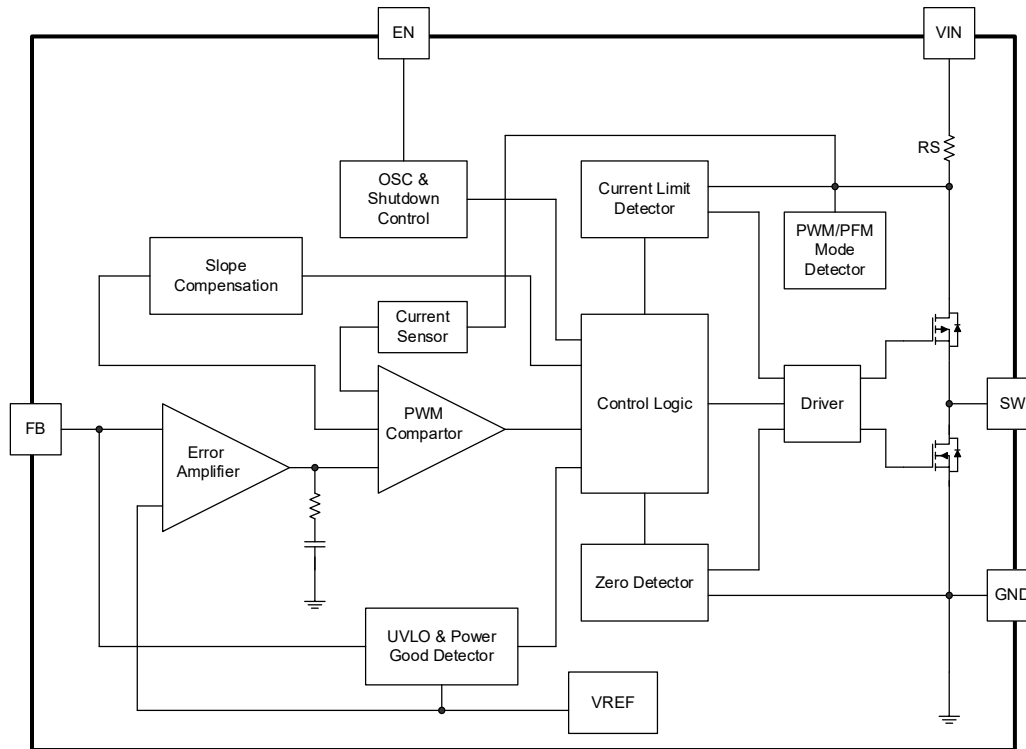 EN
VIN
RS
OSC &
Shutdown
Control
Current Limit
Detector
PWM/PFM
Mode
Detector
Slope
Compensation
Current
Sensor
FB
Error
Amplifier
PWM
Compartor
Control Logic
Driver
SW
Zero Detector
GND
UVLO & Power
Good Detector
VREF